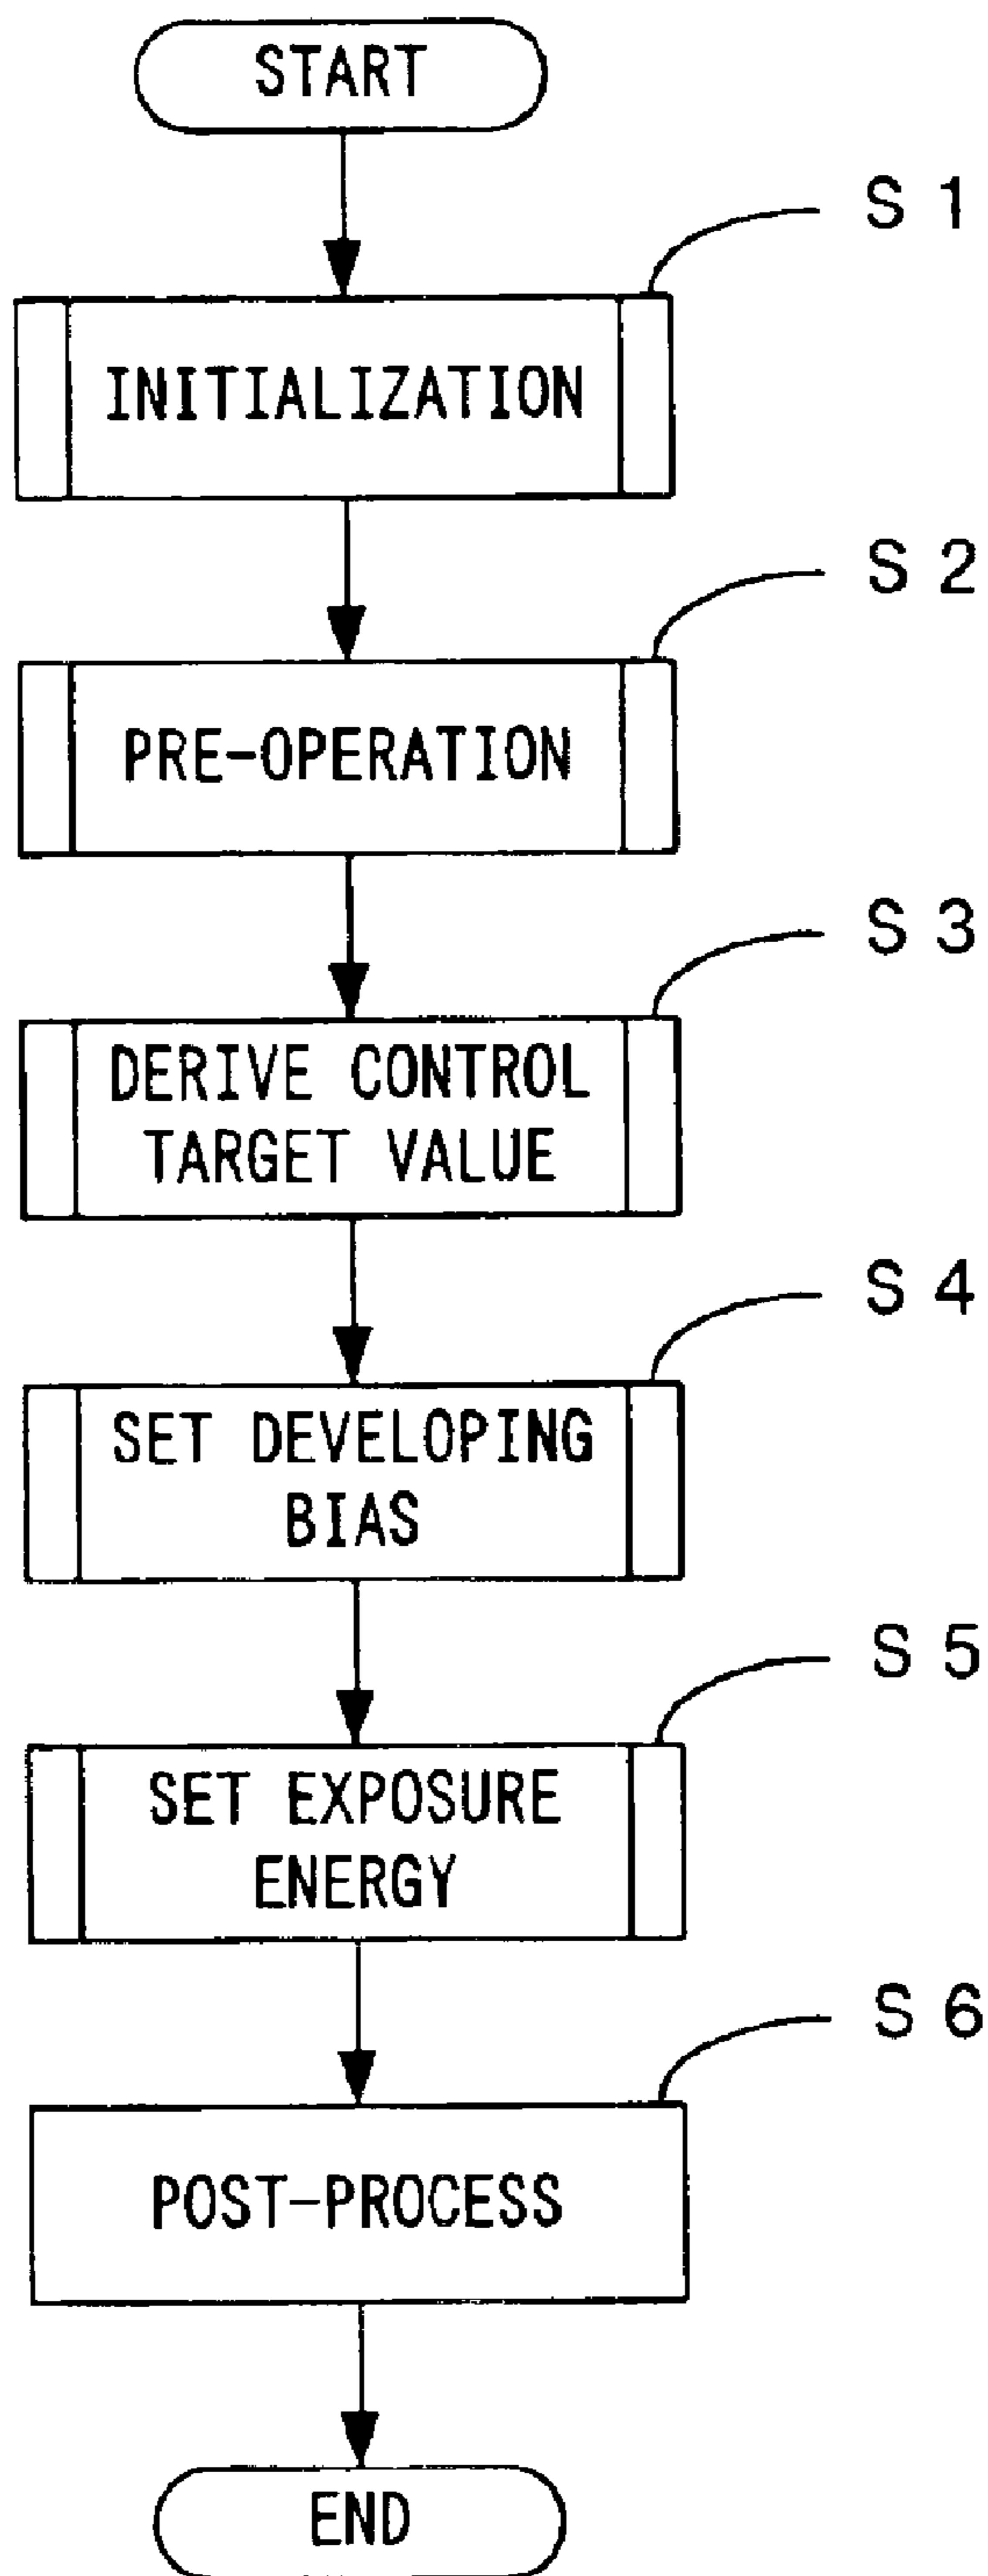 START
S 1
INITIALIZATION
S 2
PRE-OPERATION
S 3
DERIVE CONTROL
TARGET VALUE
S 4
SET DEVELOPING
BIAS
S 5
SET EXPOSURE
ENERGY
S 6
POST-PROCESS
END